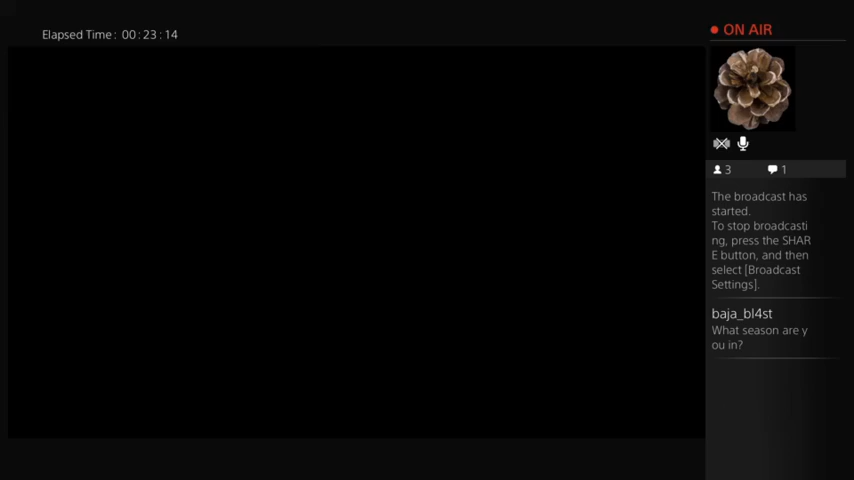 Elapsed Time: 00:23:14
ON AIR
3 1
The broadcast has
started.
To stop broadcasti
ng, press the SHAR
E button, and then
select [Broadcast
Settings].
baja_bl4st
What season are y
ou in?